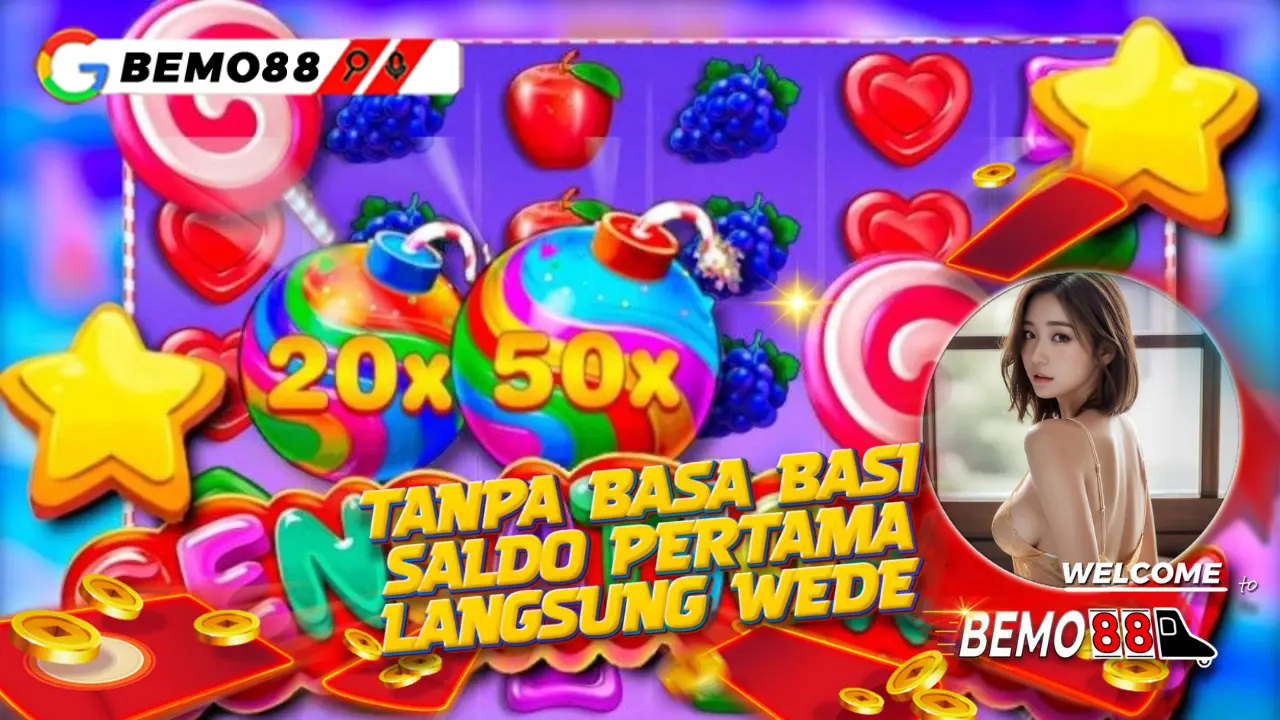 BEMO88
20x
50x
TANPA BASA BASI
SALDO PERTAMA
LANGSUNG WEDE
WELCOME to
BEMO88